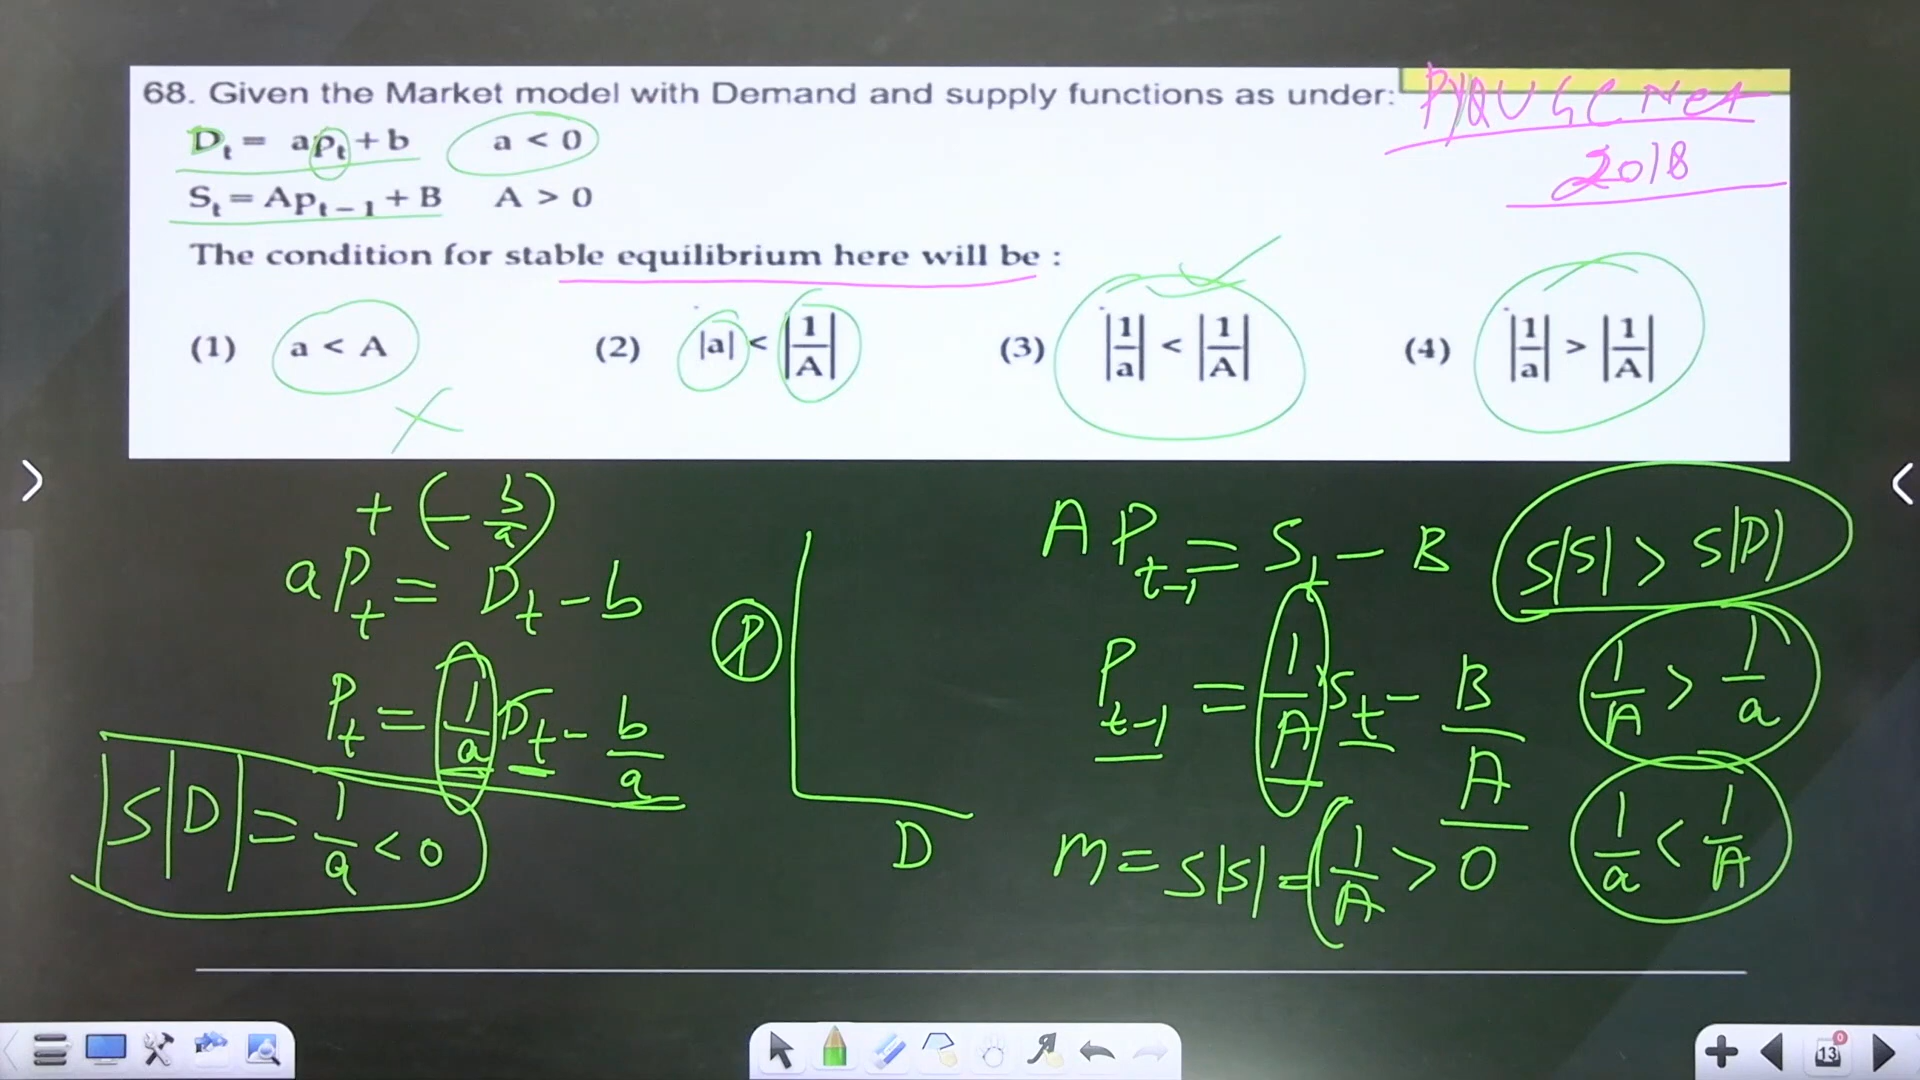 68. Given the Market model with Demand and supply functions as under:
PYQ UGC Net
2018
Dt = apt + b a < 0
St = Apt – 1 + B A > 0
The condition for stable equilibrium here will be :
(1) a < A (2) |a| < |1/A| (3) |1/a| < |1/A| (4) |1/a| > |1/A|
+ (- b/a)
aPt = Dt - b
Pt = 1/a Dt - b/a
|S|D| = 1/a < 0
P
D
A Pt-1 = St - B
Pt-1 = 1/A St - B/A
m = S|S| = 1/A > 0
S|S| > S|D|
1/A > 1/a
1/a < 1/A
13
0